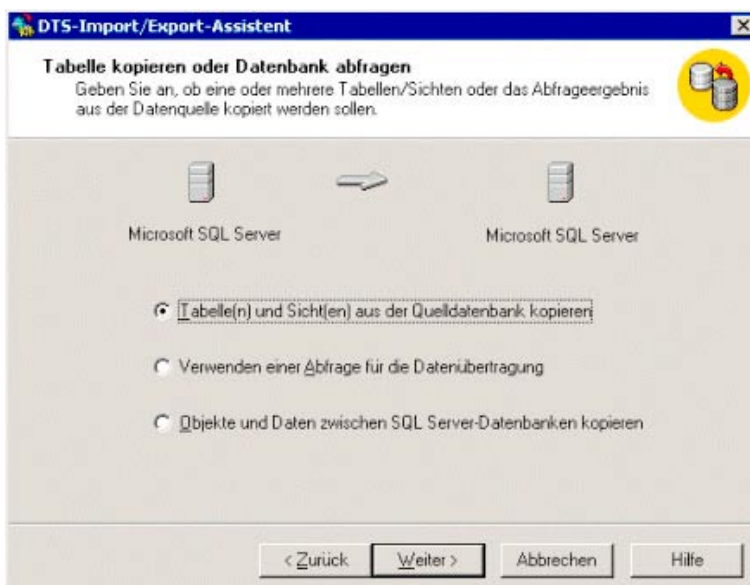 DTS-Import/Export-Assistent
Tabelle kopieren oder Datenbank abfragen
Geben Sie an, ob eine oder mehrere Tabellen/Sichten oder das Abfrageergebnis
aus der Datenquelle kopiert werden sollen.
Microsoft SQL Server
Microsoft SQL Server
Tabelle(n) und Sicht(en) aus der Quelldatenbank kopieren
Verwenden einer Abfrage für die Datenübertragung
Objekte und Daten zwischen SQL Server-Datenbanken kopieren
< Zurück Weiter > Abbrechen Hilfe